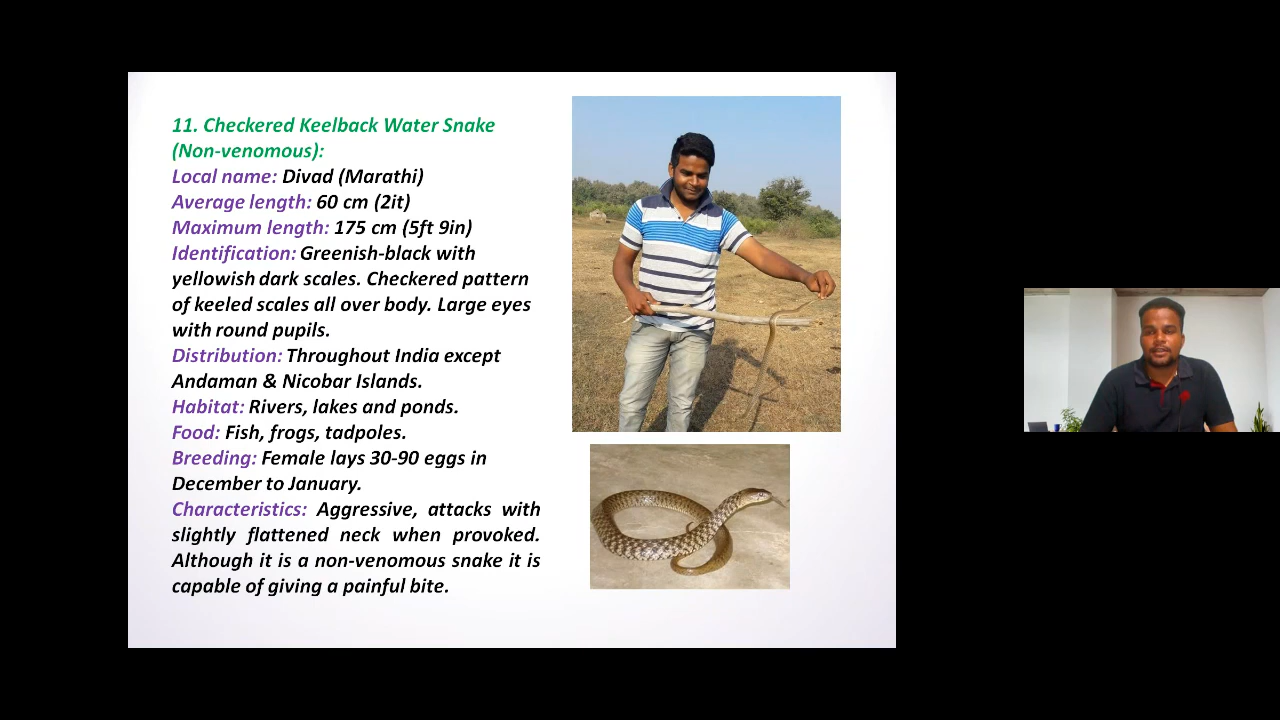 11. Checkered Keelback Water Snake
(Non-venomous):
Local name: Divad (Marathi)
Average length: 60 cm (2it)
Maximum length: 175 cm (5ft 9in)
Identification: Greenish-black with
yellowish dark scales. Checkered pattern
of keeled scales all over body. Large eyes
with round pupils.
Distribution: Throughout India except
Andaman & Nicobar Islands.
Habitat: Rivers, lakes and ponds.
Food: Fish, frogs, tadpoles.
Breeding: Female lays 30-90 eggs in
December to January.
Characteristics: Aggressive, attacks with
slightly flattened neck when provoked.
Although it is a non-venomous snake it is
capable of giving a painful bite.